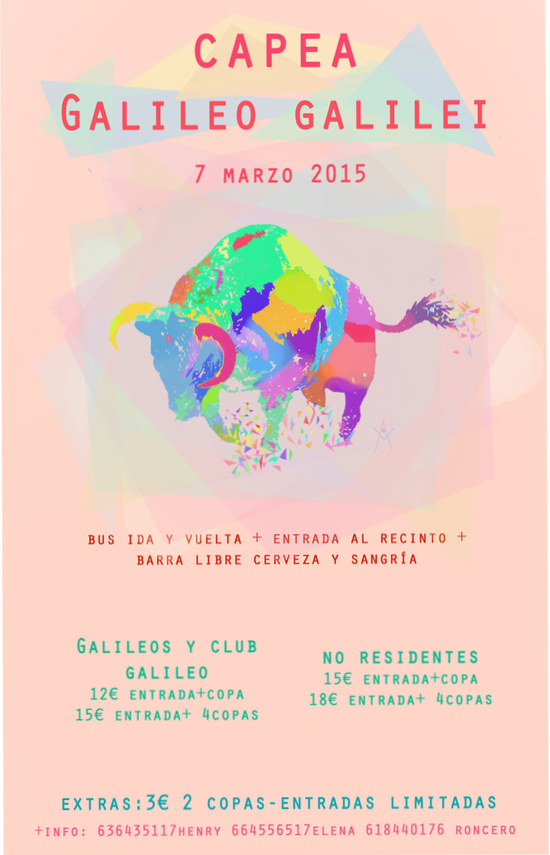 CAPEA
GALILEO GALILEI
7 MARZO 2015
BUS IDA Y VUELTA + ENTRADA AL RECINTO +
BARRA LIBRE CERVEZA Y SANGRÍA
GALILEOS Y CLUB
GALILEO
12€ ENTRADA+COPA
15€ ENTRADA+ 4COPAS
NO RESIDENTES
15€ ENTRADA+COPA
18€ ENTRADA+ 4COPAS
EXTRAS:3€ 2 COPAS-ENTRADAS LIMITADAS
+INFO: 636435117HENRY 664556517ELENA 618440176 RONCERO